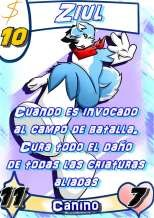 Ziul
$
10
Cuando es invocado
al campo de batalla,
Cura todo el daño
de todas las criaturas
aliadas
Canino
11
7